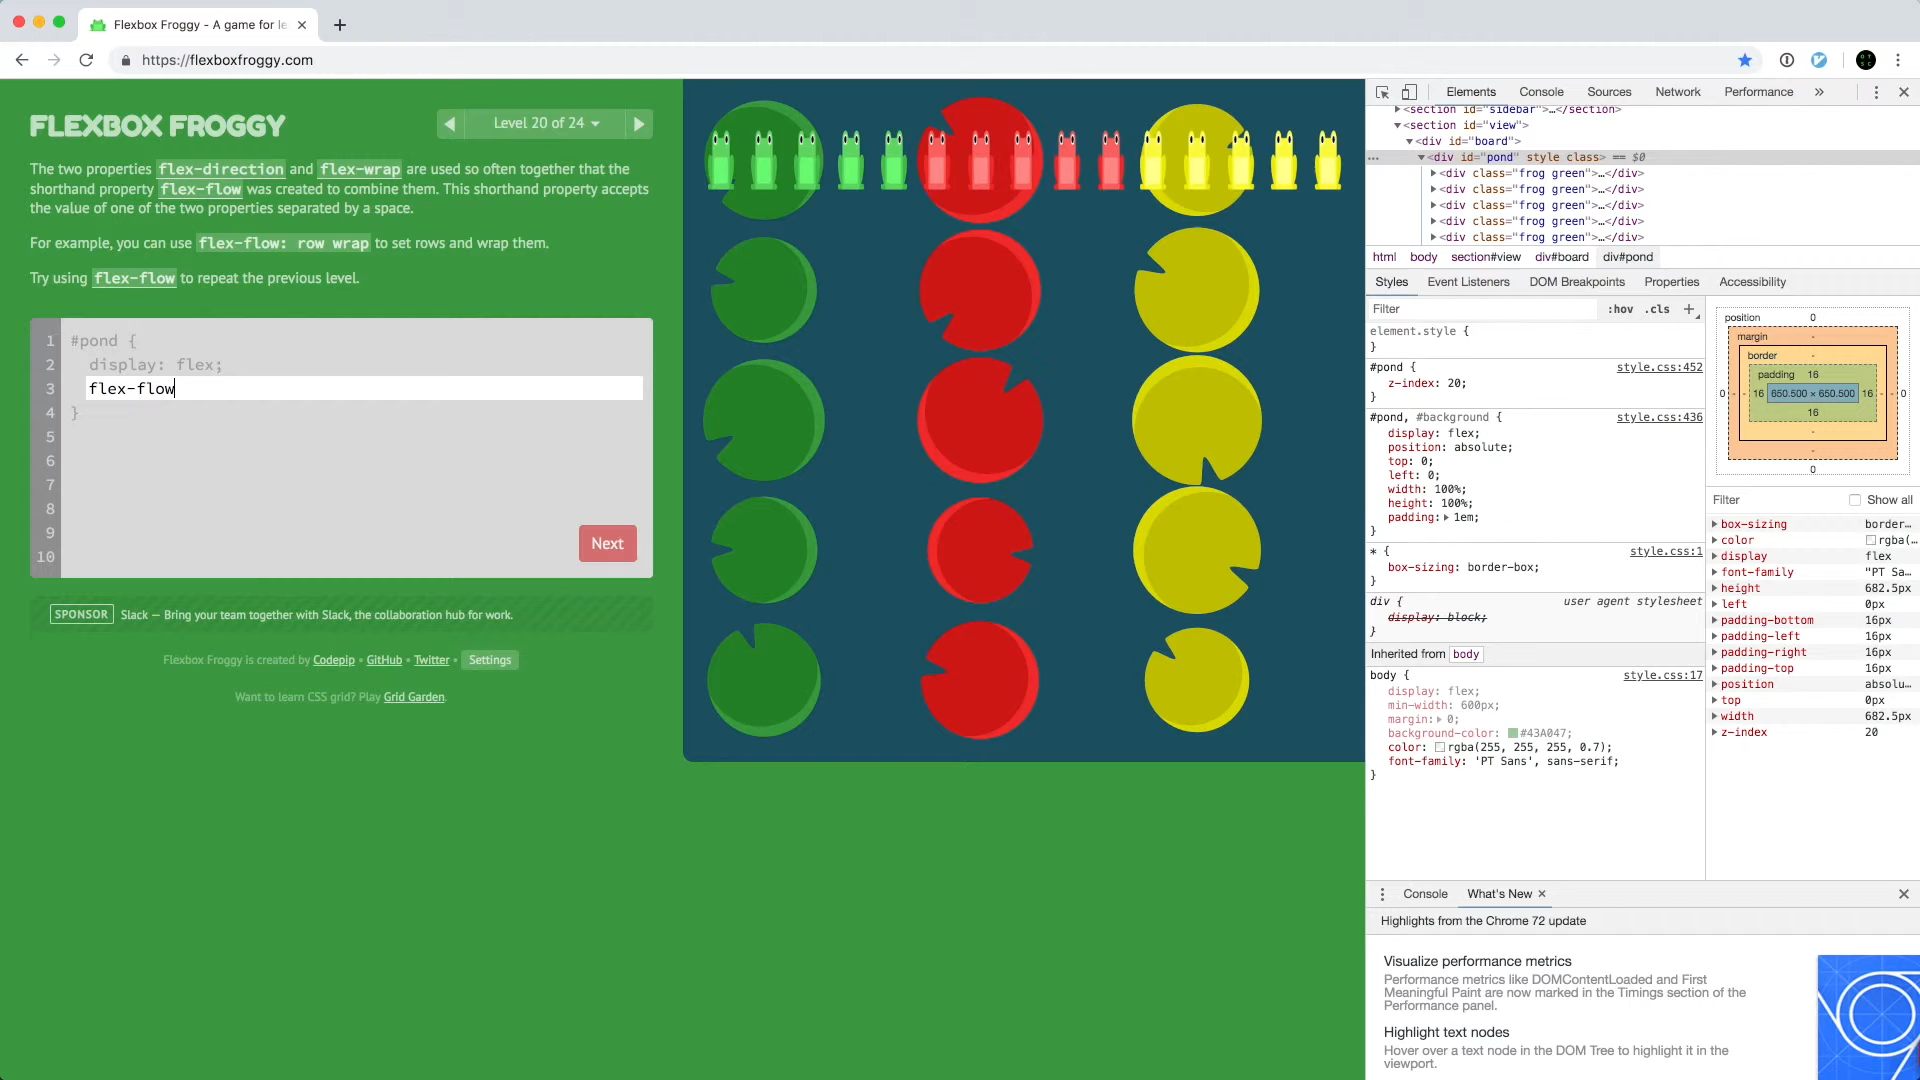 Flexbox Froggy - A game for le
https://flexboxfroggy.com
FLEXBOX FROGGY
Level 20 of 24
The two properties flex-direction and flex-wrap are used so often together that the
shorthand property flex-flow was created to combine them. This shorthand property accepts
the value of one of the two properties separated by a space.
For example, you can use flex-flow: row wrap to set rows and wrap them.
Try using flex-flow to repeat the previous level.
1 #pond {
2 display: flex;
3 flex-flow
4 }
5
6
7
8
9
10
Next
SPONSOR Slack — Bring your team together with Slack, the collaboration hub for work.
Flexbox Froggy is created by Codepip • GitHub • Twitter • Settings
Want to learn CSS grid? Play Grid Garden.
Elements Console Sources Network Performance »
<section id="sidebar">…</section>
<section id="view">
<div id="board">
… <div id="pond" style class> == $0
<div class="frog green">…</div>
<div class="frog green">…</div>
<div class="frog green">…</div>
<div class="frog green">…</div>
<div class="frog green">…</div>
html body section#view div#board div#pond
Styles Event Listeners DOM Breakpoints Properties Accessibility
Filter :hov .cls +
element.style {
}
#pond { style.css:452
z-index: 20;
}
#pond, #background { style.css:436
display: flex;
position: absolute;
top: 0;
left: 0;
width: 100%;
height: 100%;
padding: 1em;
}
* { style.css:1
box-sizing: border-box;
}
div { user agent stylesheet
display: block;
}
Inherited from body
body { style.css:17
display: flex;
min-width: 600px;
margin: 0;
background-color: #43A047;
color: rgba(255, 255, 255, 0.7);
font-family: 'PT Sans', sans-serif;
}
position 0
margin -
border -
padding 16
0 - - 16 650.500 × 650.500 16 - - 0
16
-
-
0
Filter Show all
box-sizing border…
color rgba(…
display flex
font-family "PT Sa…
height 682.5px
left 0px
padding-bottom 16px
padding-left 16px
padding-right 16px
padding-top 16px
position absolu…
top 0px
width 682.5px
z-index 20
Console What's New
Highlights from the Chrome 72 update
Visualize performance metrics
Performance metrics like DOMContentLoaded and First
Meaningful Paint are now marked in the Timings section of the
Performance panel.
Highlight text nodes
Hover over a text node in the DOM Tree to highlight it in the
viewport.